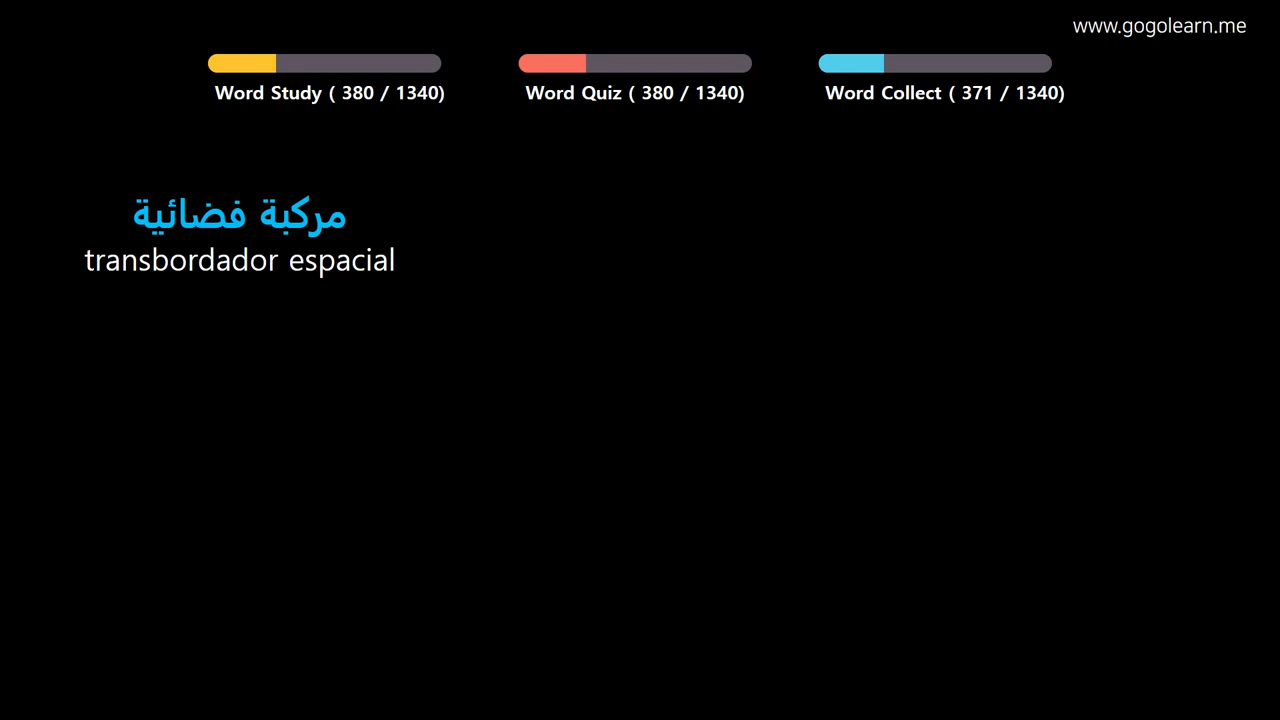 www.gogolearn.me
Word Study ( 380 / 1340)
Word Quiz ( 380 / 1340)
Word Collect ( 371 / 1340)
مركبة فضائية
transbordador espacial